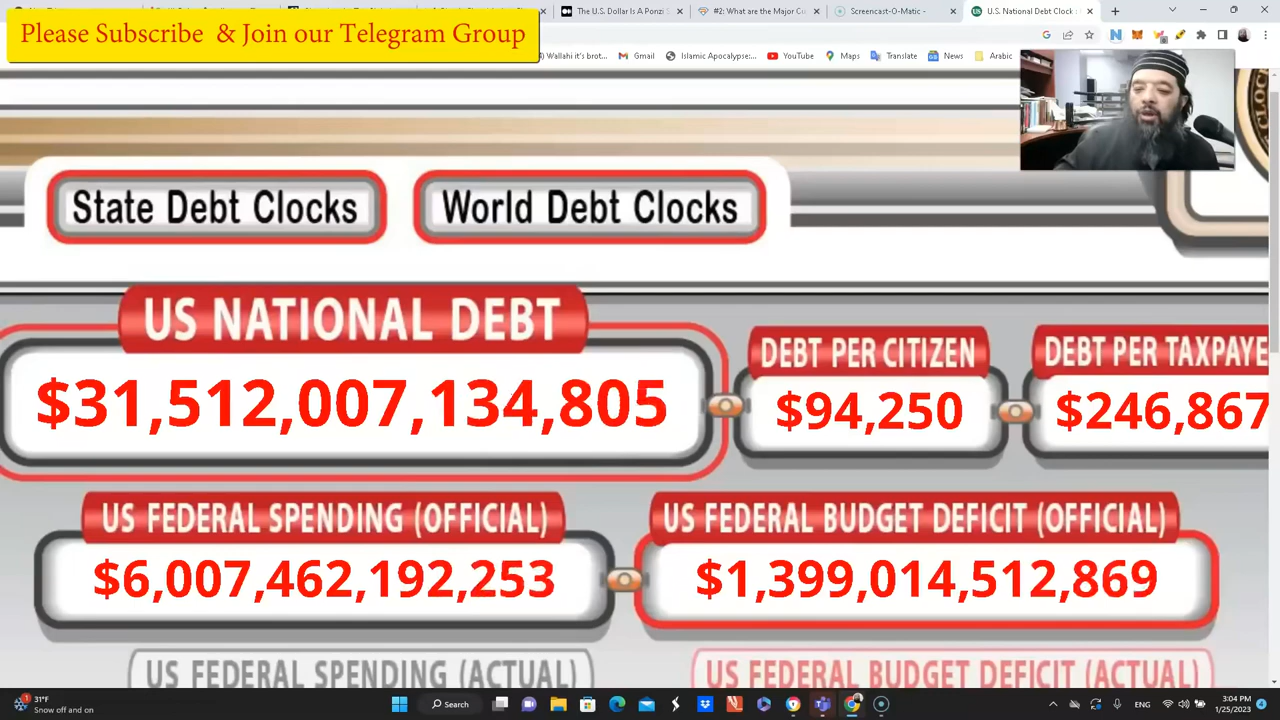 Please Subscribe & Join our Telegram Group
The U.S. Dollar Is A Ponzi S
#2: What are the Major Cu
Screencast-O-Matic -
U.S. National Debt Clock :
Wallahi it's brot...
Gmail
Islamic Apocalypse:...
YouTube
Maps
Translate
News
Arabic
State Debt Clocks
World Debt Clocks
US NATIONAL DEBT
$31,512,007,134,805
DEBT PER CITIZEN
$94,250
DEBT PER TAXPAYE
$246,867
US FEDERAL SPENDING (OFFICIAL)
$6,007,462,192,253
US FEDERAL BUDGET DEFICIT (OFFICIAL)
$1,399,014,512,869
US FEDERAL SPENDING (ACTUAL)
US FEDERAL BUDGET DEFICIT (ACTUAL)
31°F
Snow off and on
Search
ENG
3:04 PM
1/25/2023